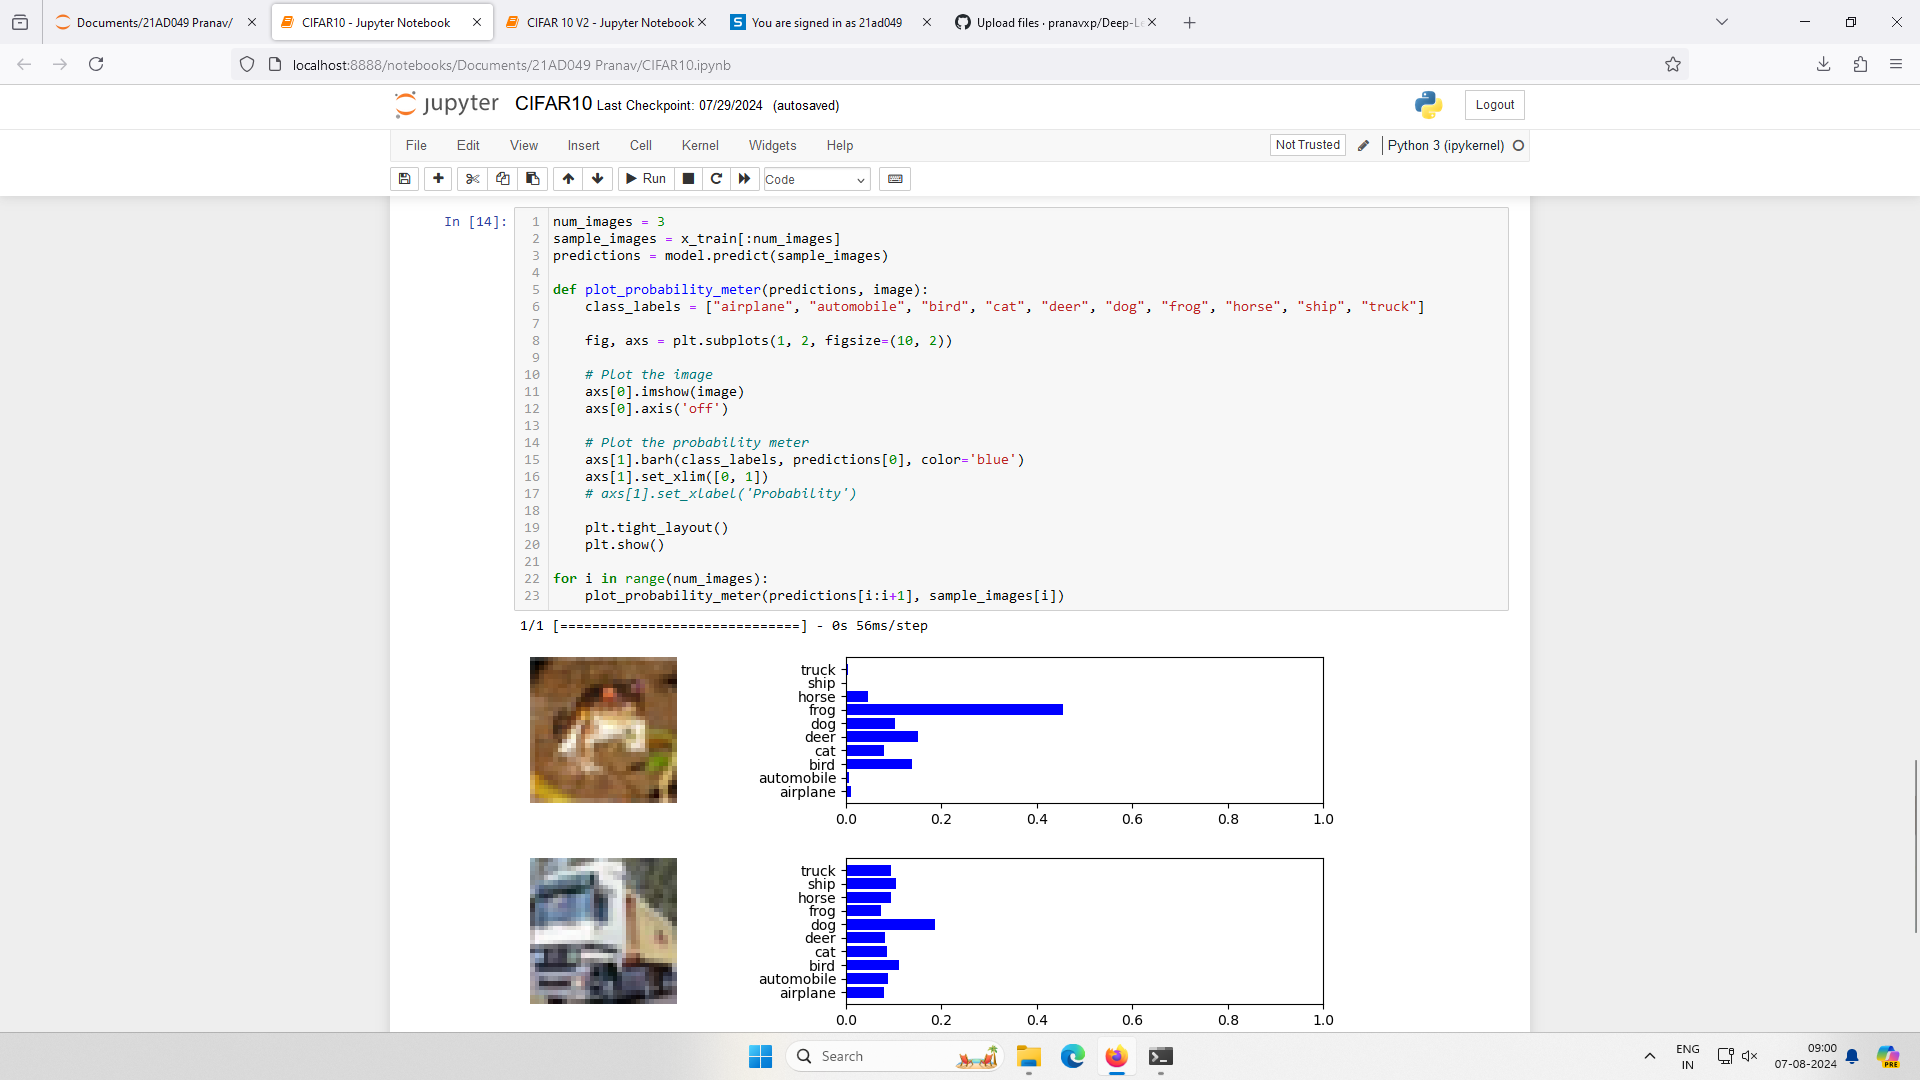 Documents/21AD049 Pranav/
CIFAR10 - Jupyter Notebook
CIFAR 10 V2 - Jupyter Notebook
You are signed in as 21ad049
Upload files · pranavxp/Deep-Le
localhost:8888/notebooks/Documents/21AD049 Pranav/CIFAR10.ipynb
jupyter CIFAR10 Last Checkpoint: 07/29/2024 (autosaved)
Logout
File Edit View Insert Cell Kernel Widgets Help
Not Trusted
Python 3 (ipykernel)
Run
Code
In [14]:
1 num_images = 3
2 sample_images = x_train[:num_images]
3 predictions = model.predict(sample_images)
4
5 def plot_probability_meter(predictions, image):
6 class_labels = ["airplane", "automobile", "bird", "cat", "deer", "dog", "frog", "horse", "ship", "truck"]
7
8 fig, axs = plt.subplots(1, 2, figsize=(10, 2))
9
10 # Plot the image
11 axs[0].imshow(image)
12 axs[0].axis('off')
13
14 # Plot the probability meter
15 axs[1].barh(class_labels, predictions[0], color='blue')
16 axs[1].set_xlim([0, 1])
17 # axs[1].set_xlabel('Probability')
18
19 plt.tight_layout()
20 plt.show()
21
22 for i in range(num_images):
23 plot_probability_meter(predictions[i:i+1], sample_images[i])
1/1 [==============================] - 0s 56ms/step
truck
ship
horse
frog
dog
deer
cat
bird
automobile
airplane
0.0 0.2 0.4 0.6 0.8 1.0
truck
ship
horse
frog
dog
deer
cat
bird
automobile
airplane
0.0 0.2 0.4 0.6 0.8 1.0
Search
ENG
IN
09:00
07-08-2024
PRE